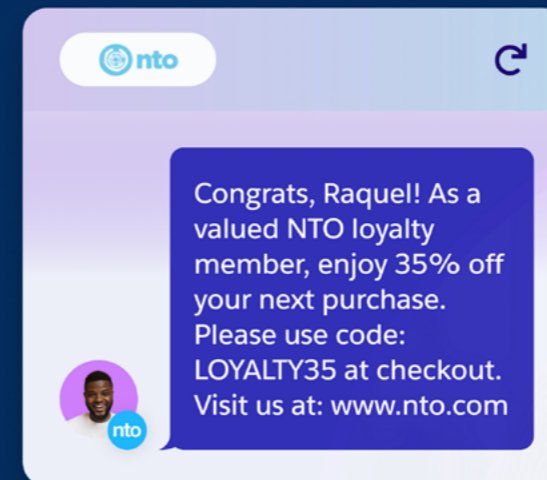 nto
Congrats, Raquel! As a
valued NTO loyalty
member, enjoy 35% off
your next purchase.
Please use code:
LOYALTY35 at checkout.
Visit us at: www.nto.com
nto